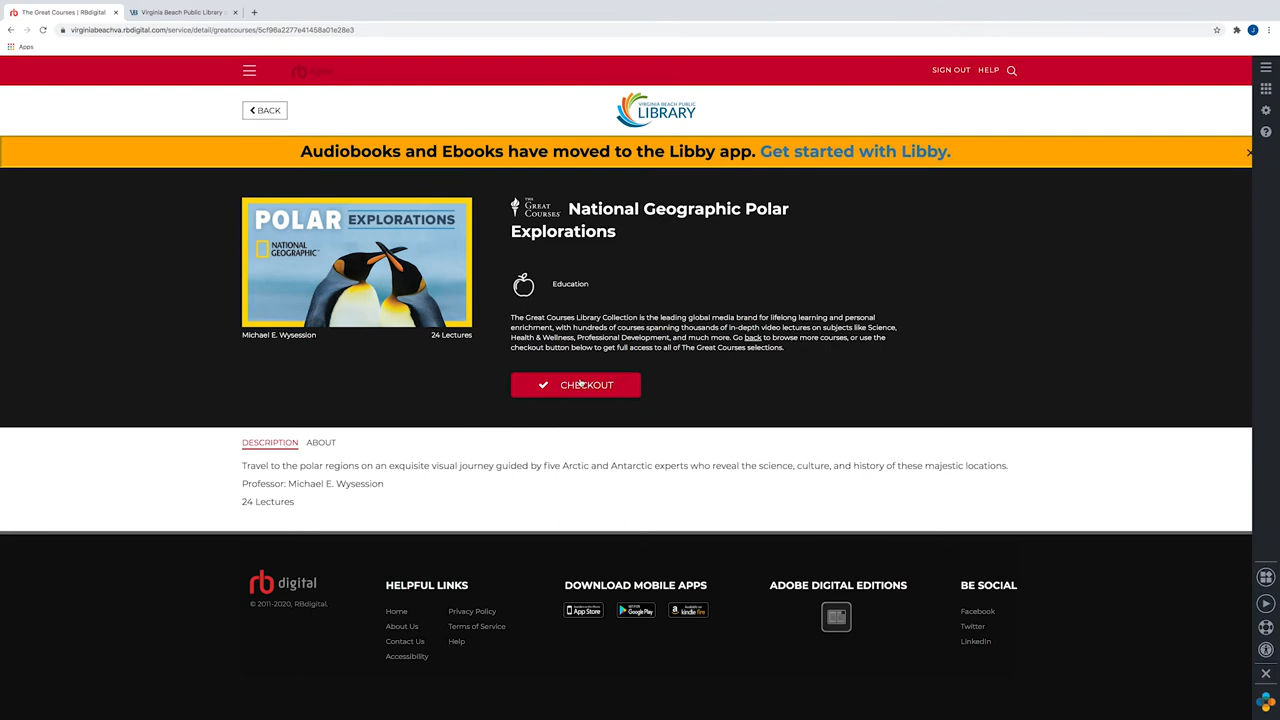 The Great Courses | RBdigital
Virginia Beach Public Library
virginiabeachva.rbdigital.com/service/detail/greatcourses/5cf96a2277e41458a01e28e3
J
Apps
SIGN OUT HELP
BACK
VIRGINIA BEACH PUBLIC
LIBRARY
Audiobooks and Ebooks have moved to the Libby app. Get started with Libby.
POLAR EXPLORATIONS
NATIONAL
GEOGRAPHIC
Michael E. Wysession 24 Lectures
THE GREAT COURSES National Geographic Polar
Explorations
Education
The Great Courses Library Collection is the leading global media brand for lifelong learning and personal
enrichment, with hundreds of courses spanning thousands of in-depth video lectures on subjects like Science,
Health & Wellness, Professional Development, and much more. Go back to browse more courses, or use the
checkout button below to get full access to all of The Great Courses selections.
CHECKOUT
DESCRIPTION ABOUT
Travel to the polar regions on an exquisite visual journey guided by five Arctic and Antarctic experts who reveal the science, culture, and history of these majestic locations.
Professor: Michael E. Wysession
24 Lectures
rb digital
© 2011-2020, RBdigital.
HELPFUL LINKS
Home Privacy Policy
About Us Terms of Service
Contact Us Help
Accessibility
DOWNLOAD MOBILE APPS
App Store Google Play kindle fire
ADOBE DIGITAL EDITIONS
BE SOCIAL
Facebook
Twitter
LinkedIn